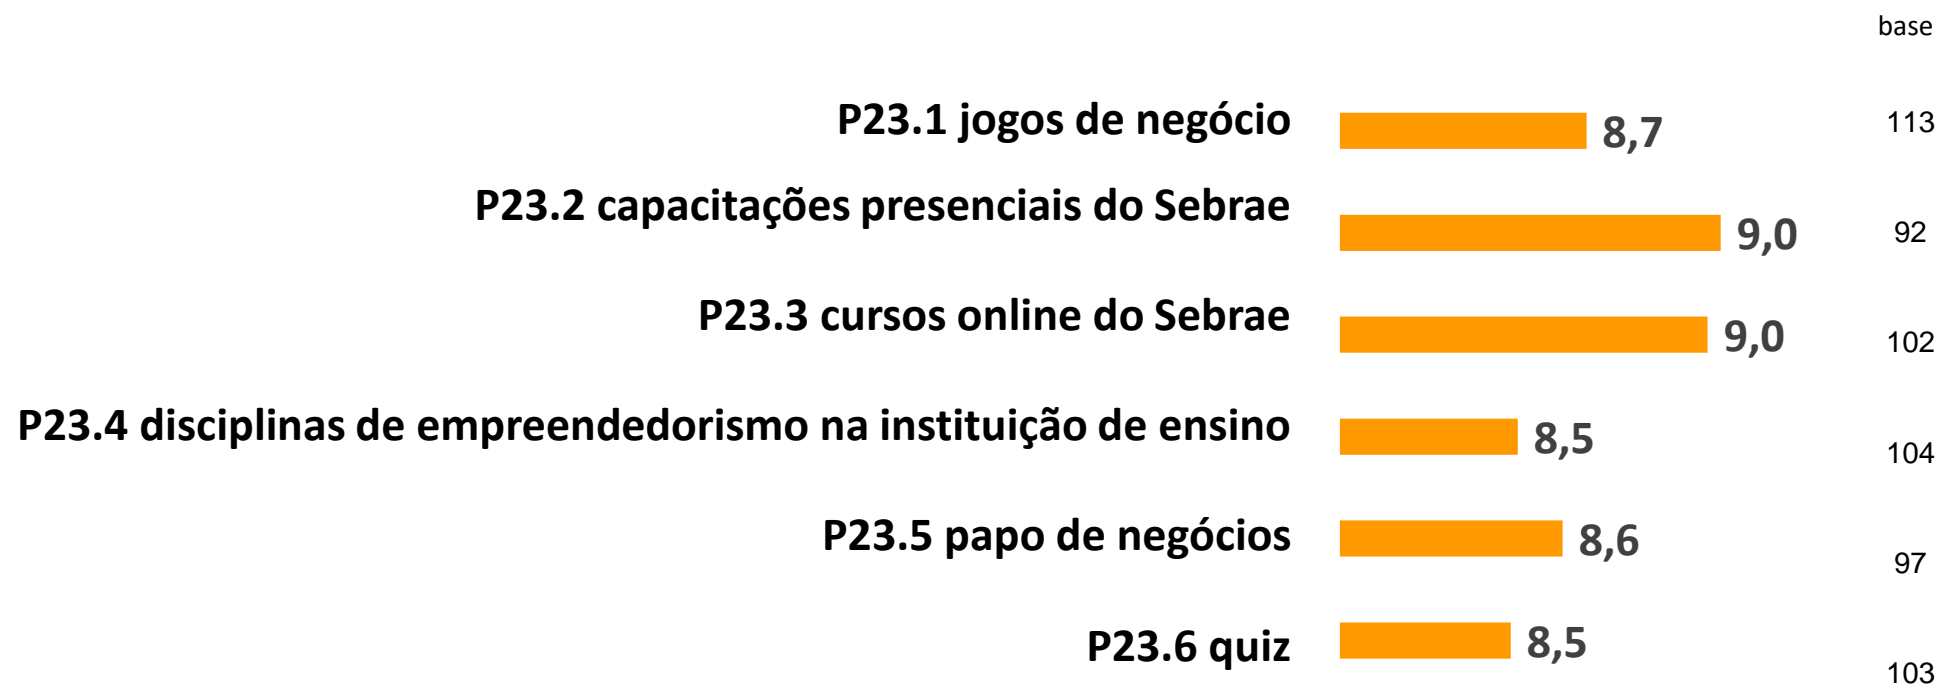 base
P23.1 jogos de negócio 8,7 113
P23.2 capacitações presenciais do Sebrae 9,0 92
P23.3 cursos online do Sebrae 9,0 102
P23.4 disciplinas de empreendedorismo na instituição de ensino 8,5 104
P23.5 papo de negócios 8,6 97
P23.6 quiz 8,5 103